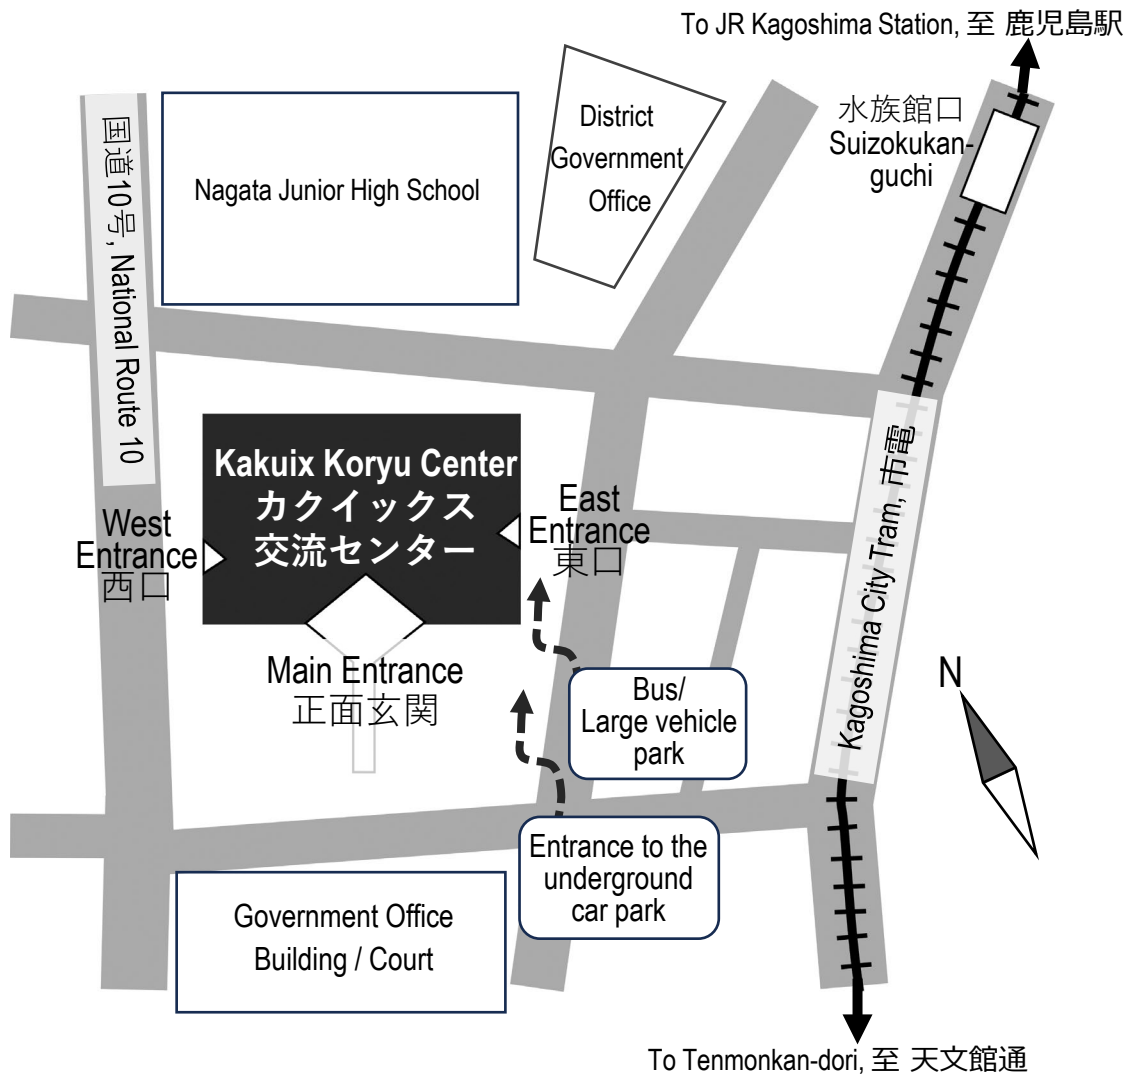 To JR Kagoshima Station, 至 鹿児島駅
District
Government
Office
水族館口
Suizokukan-
guchi
国道10号, National Route 10
Nagata Junior High School
Kakuix Koryu Center
カクイックス
交流センター
West
Entrance
西口
East
Entrance
東口
Kagoshima City Tram, 市電
Main Entrance
正面玄関
Bus/
Large vehicle
park
N
Entrance to the
underground
car park
Government Office
Building / Court
To Tenmonkan-dori, 至 天文館通